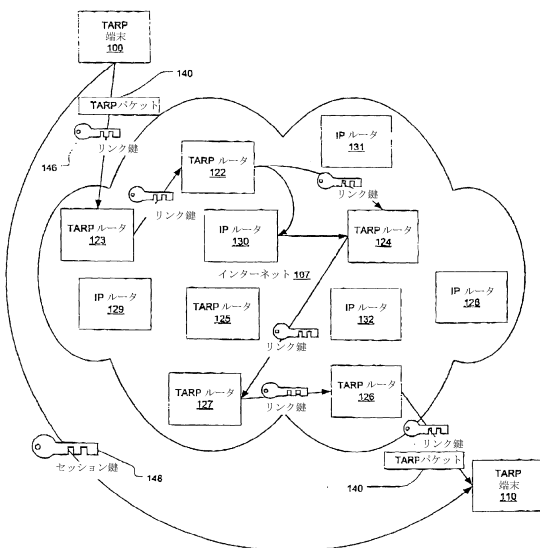 TARP
端末
100
140
TARPパケット
146
リンク鍵
IP ルータ
131
TARP ルータ
122
リンク鍵
リンク鍵
TARP ルータ
123
IP ルータ
130
TARP ルータ
124
インターネット 107
IP ルータ
129
TARP ルータ
125
IP ルータ
132
IP ルータ
128
リンク鍵
TARP ルータ
127
リンク鍵
TARP ルータ
126
リンク鍵
TARPパケット
セッション鍵
148
140
TARP
端末
110